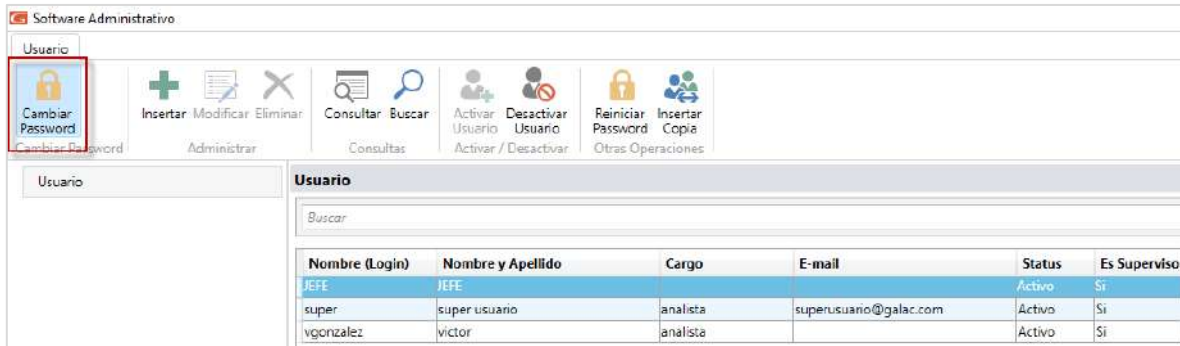 Software Administrativo
Usuario
Cambiar Password
Insertar Modificar Eliminar
Consultar Buscar
Activar Usuario
Desactivar Usuario
Reiniciar Password
Insertar Copia
Cambiar Password
Administrar
Consultas
Activar / Desactivar
Otras Operaciones
Usuario
Usuario
Buscar
Nombre (Login) Nombre y Apellido Cargo E-mail Status Es Superviso
JEFE JEFE Activo Si
super super usuario analista superusuario@galac.com Activo Si
vgonzalez victor analista Activo Si